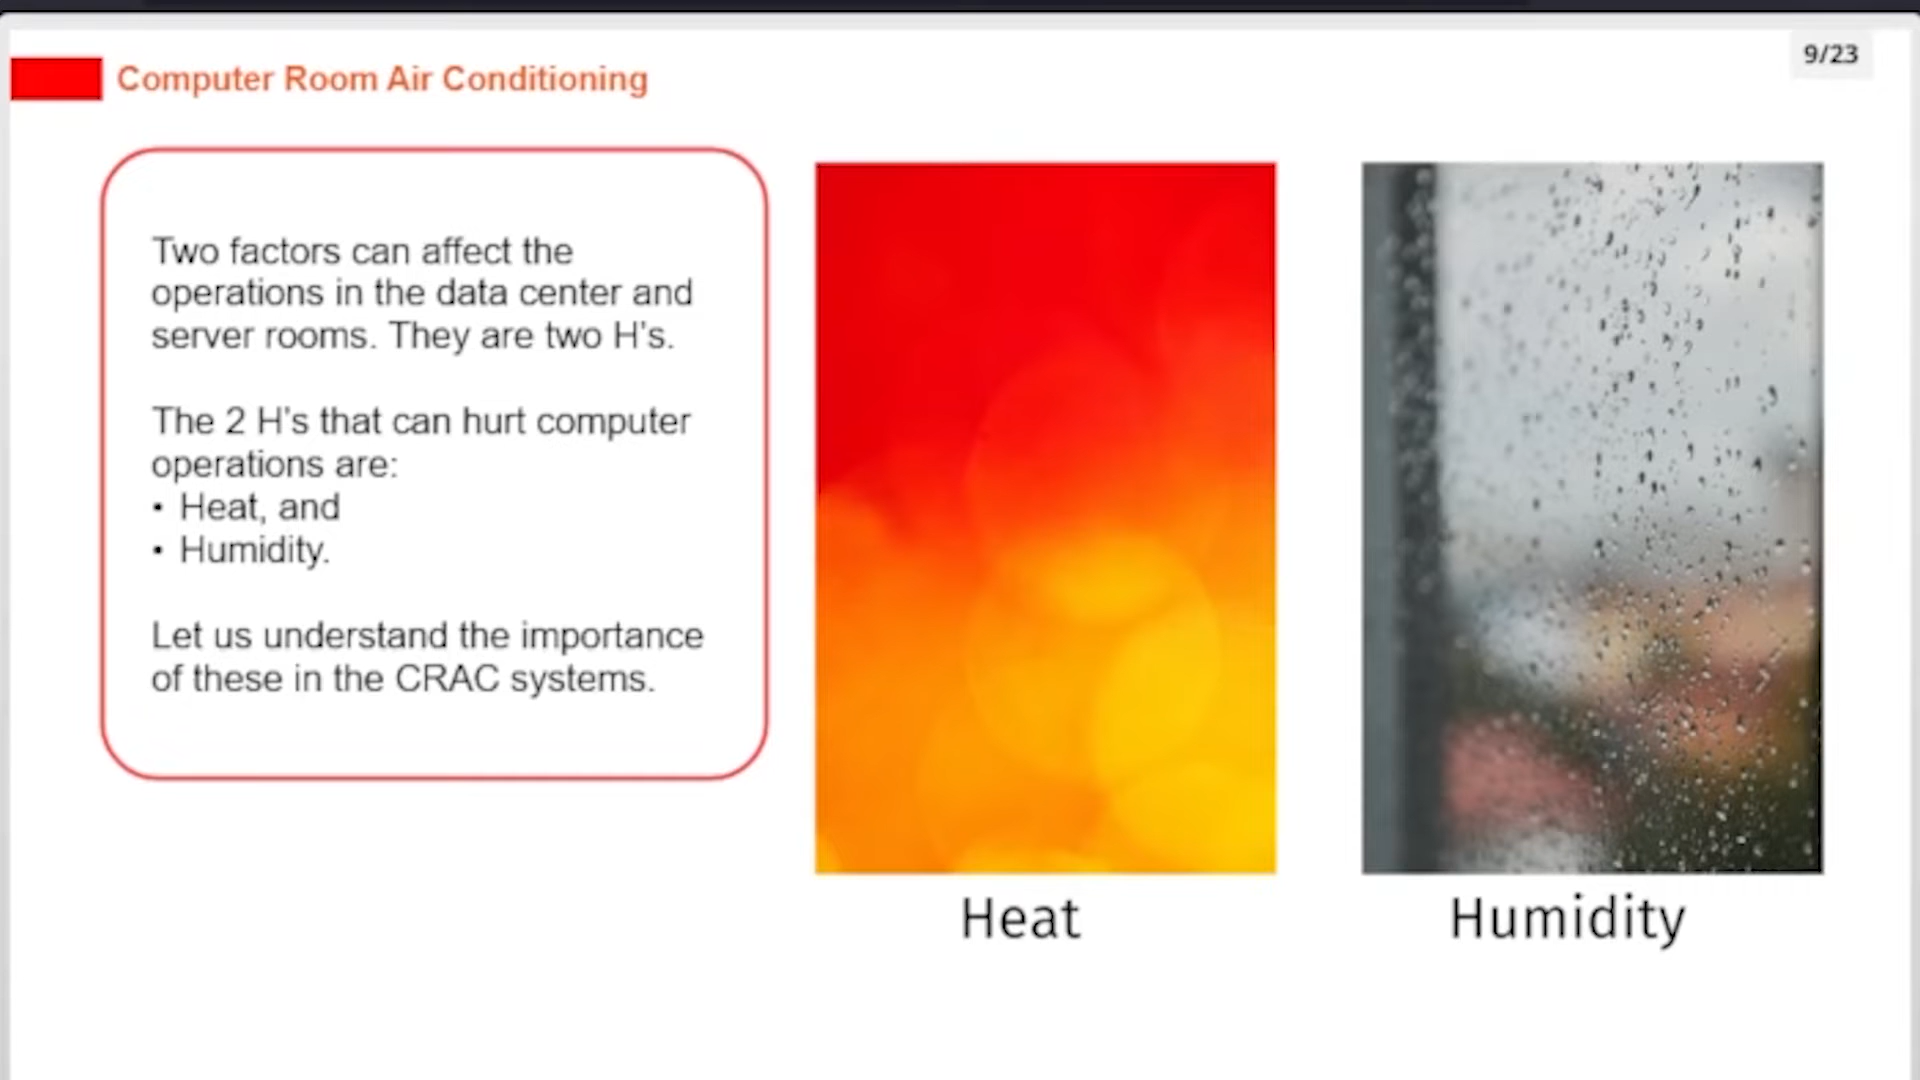 Computer Room Air Conditioning
9/23
Two factors can affect the
operations in the data center and
server rooms. They are two H's.
The 2 H's that can hurt computer
operations are:
• Heat, and
• Humidity.
Let us understand the importance
of these in the CRAC systems.
Heat
Humidity